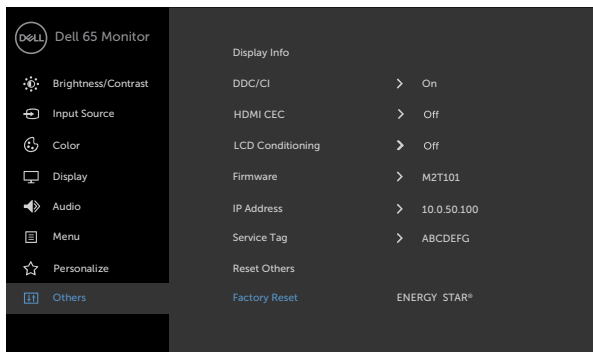 DELL Dell 65 Monitor
Display Info
Brightness/Contrast DDC/CI > On
Input Source HDMI CEC > Off
Color LCD Conditioning > Off
Display Firmware > M2T101
Audio IP Address > 10.0.50.100
Menu Service Tag > ABCDEFG
Personalize Reset Others
Others Factory Reset ENERGY STAR®